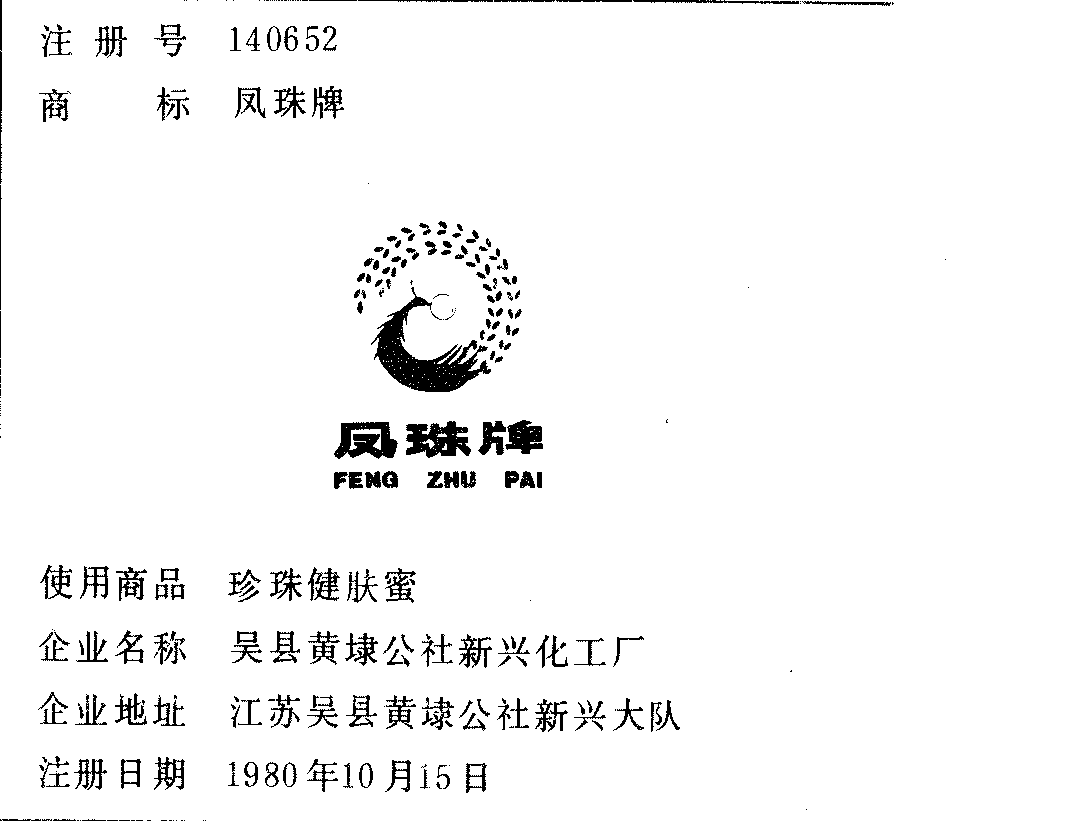 注册号 140652
商标 凤珠牌
凤珠牌
FENG ZHU PAI
使用商品 珍珠健肤蜜
企业名称 吴县黄埭公社新兴化工厂
企业地址 江苏吴县黄埭公社新兴大队
注册日期 1980年10月15日